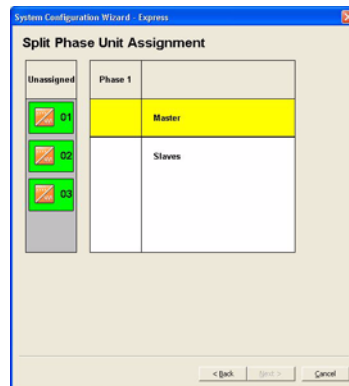 System Configuration Wizard - Express
Split Phase Unit Assignment
Unassigned
Phase 1
01
Master
02
Slaves
03
< Back
Next >
Cancel